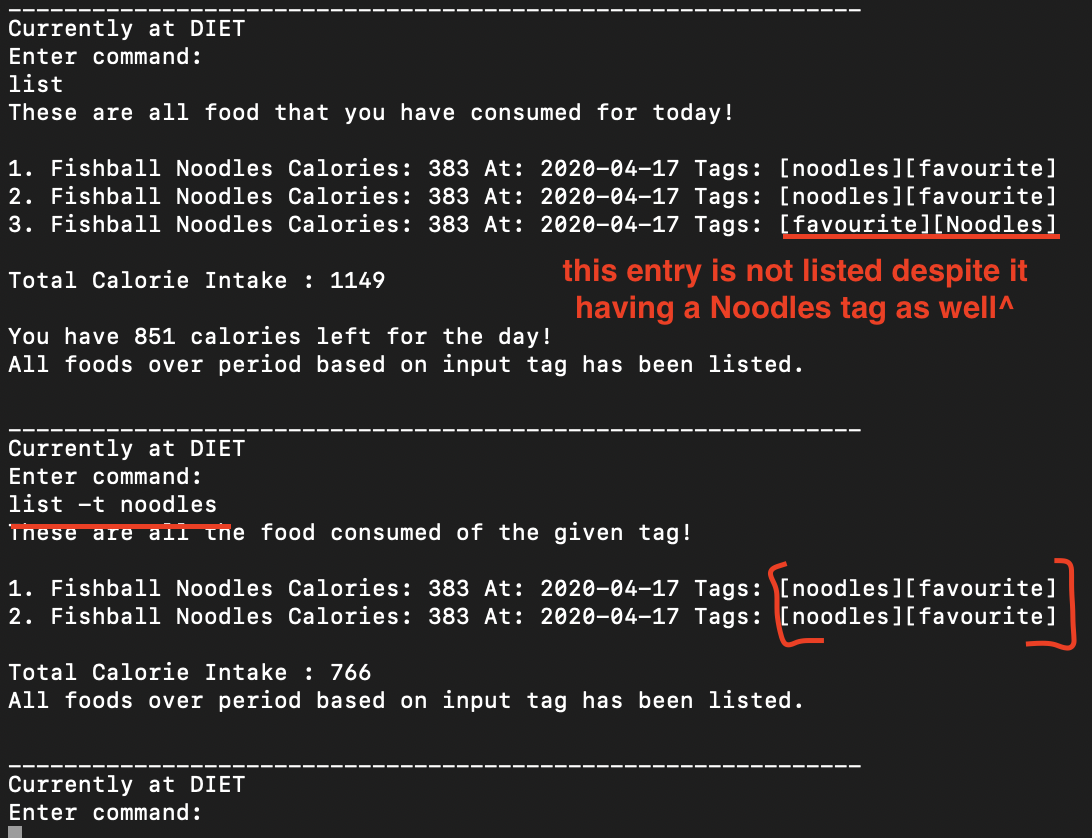 ____________________________________________________________
Currently at DIET
Enter command:
list
These are all food that you have consumed for today!
1. Fishball Noodles Calories: 383 At: 2020-04-17 Tags: [noodles][favourite]
2. Fishball Noodles Calories: 383 At: 2020-04-17 Tags: [noodles][favourite]
3. Fishball Noodles Calories: 383 At: 2020-04-17 Tags: [favourite][Noodles]
this entry is not listed despite it
Total Calorie Intake : 1149
having a Noodles tag as well^
You have 851 calories left for the day!
All foods over period based on input tag has been listed.
____________________________________________________________
Currently at DIET
Enter command:
list -t noodles
These are all the food consumed of the given tag!
1. Fishball Noodles Calories: 383 At: 2020-04-17 Tags: [noodles][favourite]
2. Fishball Noodles Calories: 383 At: 2020-04-17 Tags: [noodles][favourite]
Total Calorie Intake : 766
All foods over period based on input tag has been listed.
____________________________________________________________
Currently at DIET
Enter command: